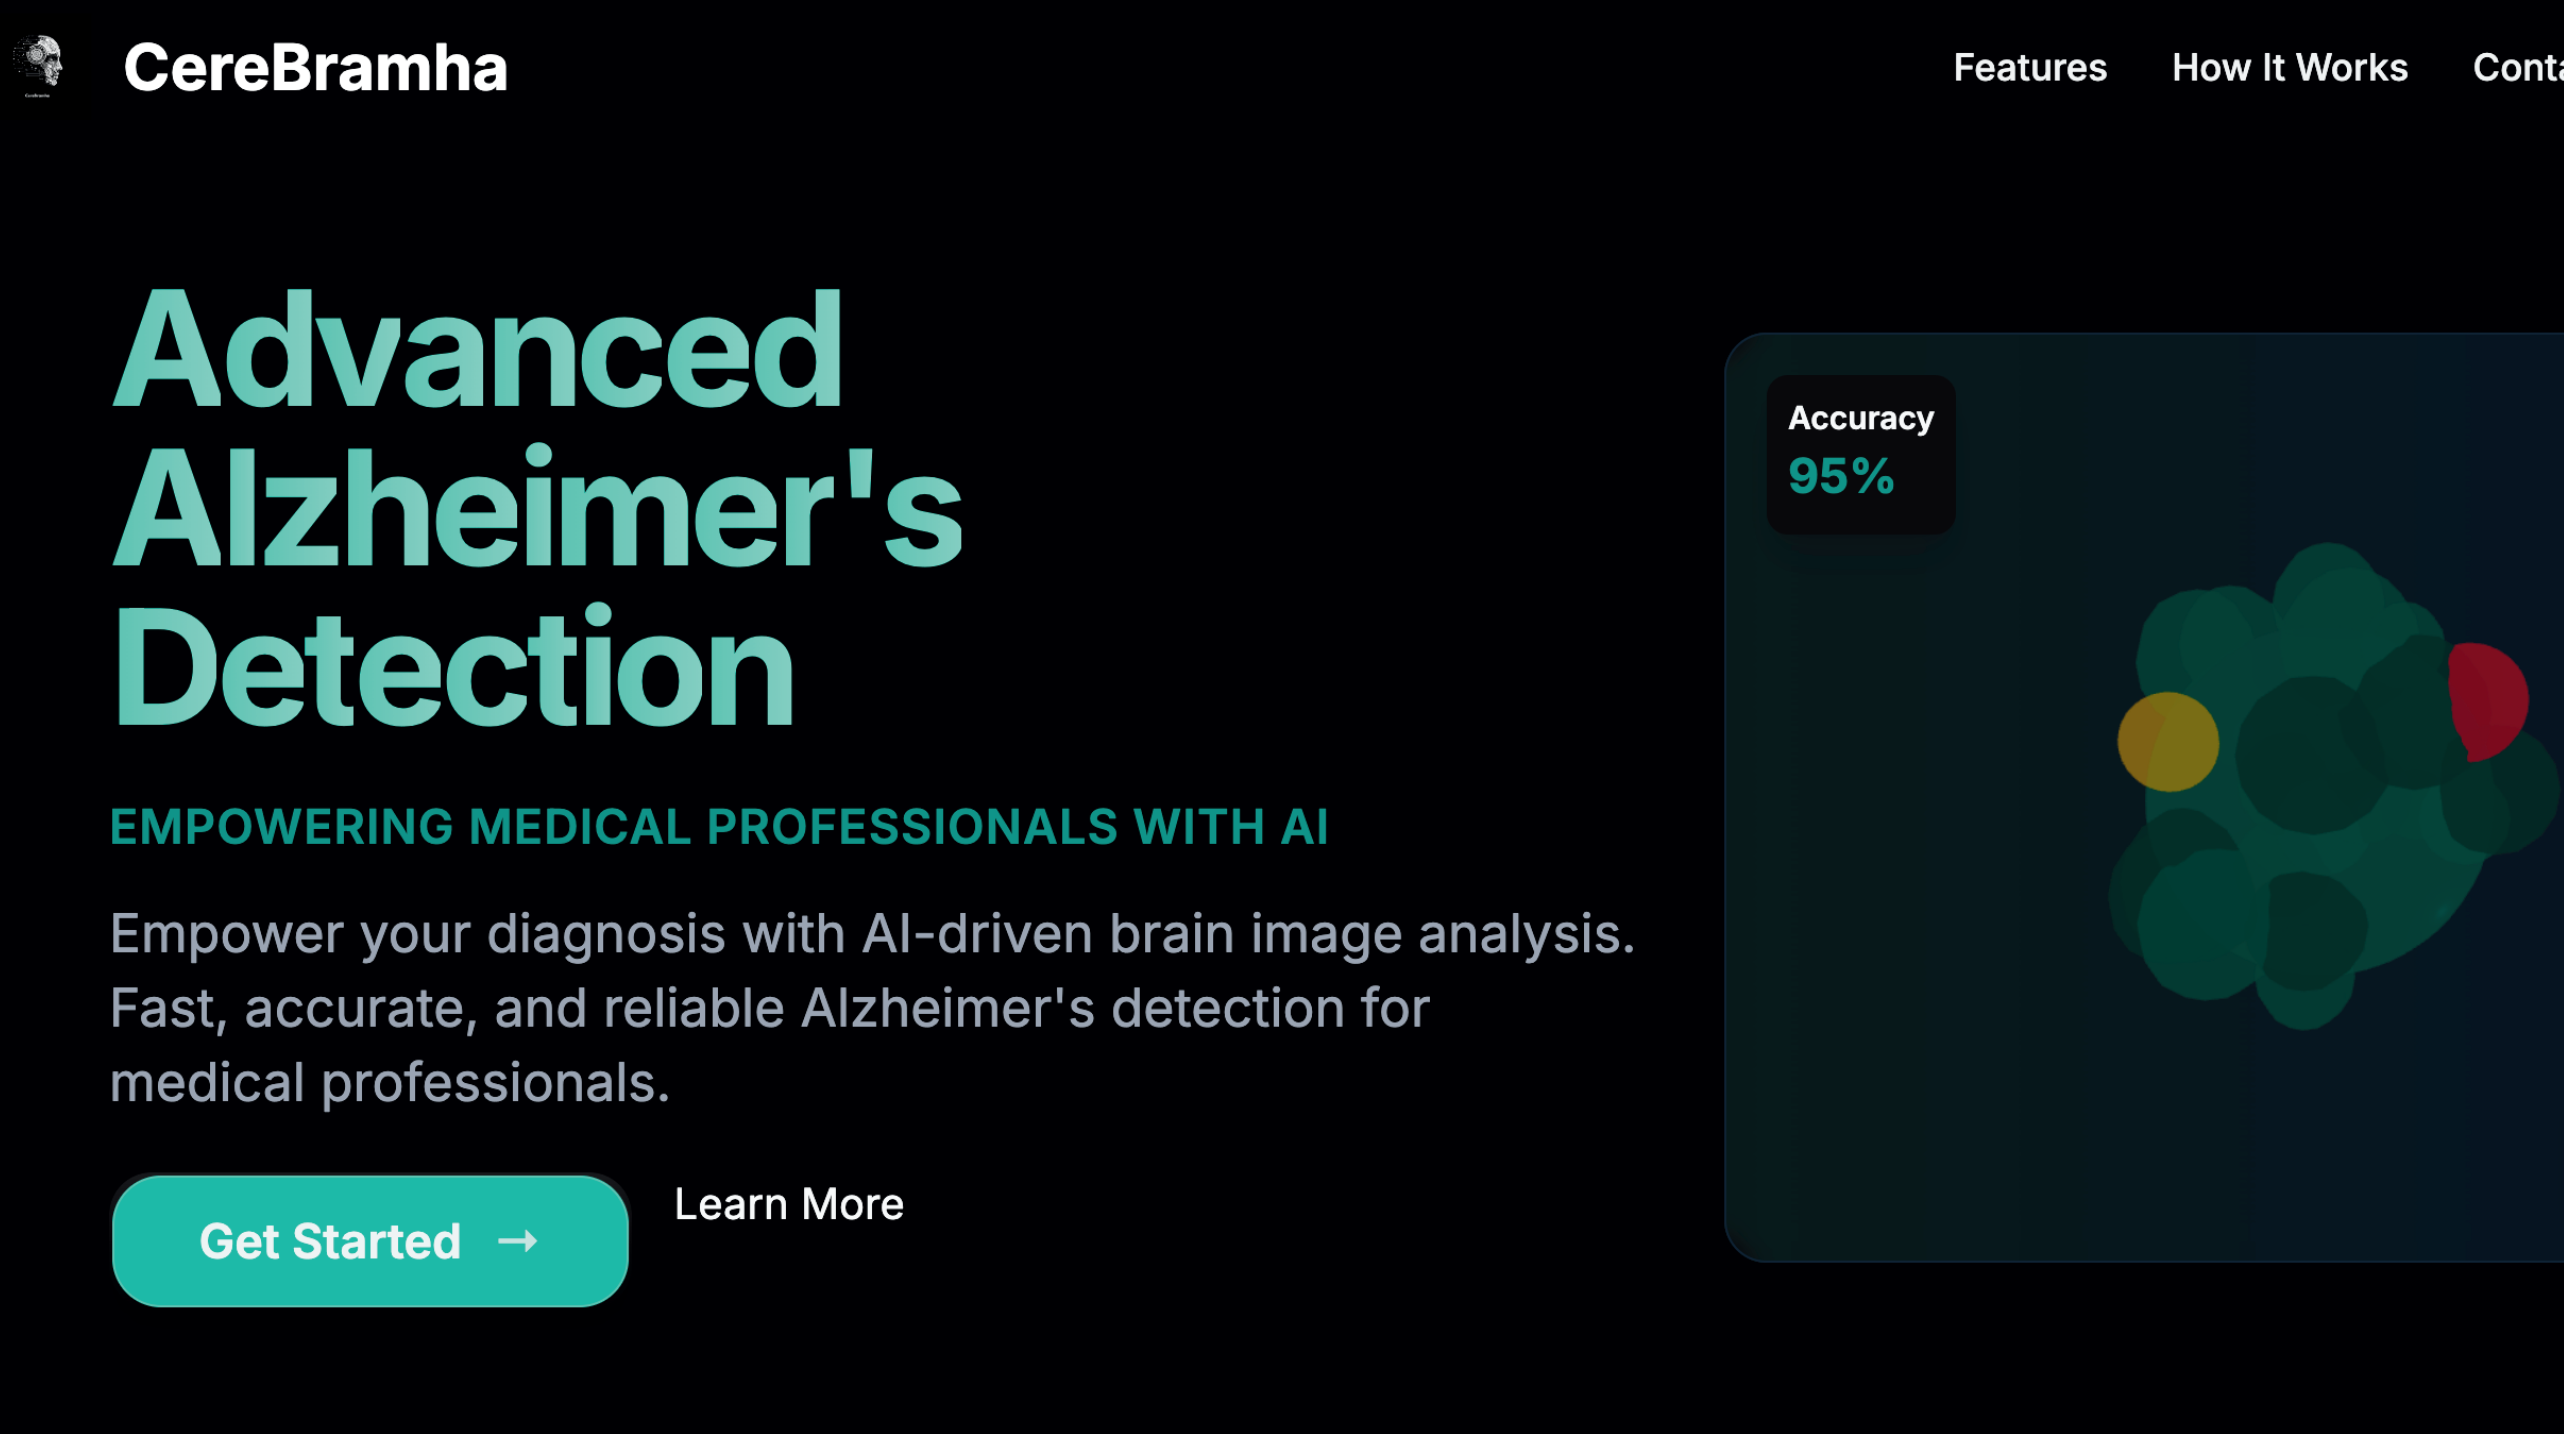 CereBramha
Features
How It Works
Conta
Advanced
Alzheimer's
Detection
EMPOWERING MEDICAL PROFESSIONALS WITH AI
Empower your diagnosis with AI-driven brain image analysis.
Fast, accurate, and reliable Alzheimer's detection for
medical professionals.
Get Started →
Learn More
Accuracy
95%